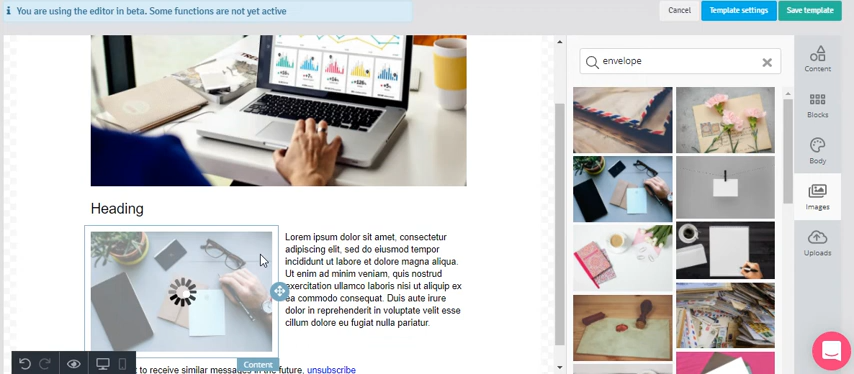 You are using the editor in beta. Some functions are not yet active
Cancel
Template settings
Save template
envelope
Content
Blocks
Body
Images
Uploads
Heading
Lorem ipsum dolor sit amet, consectetur
adipiscing elit, sed do eiusmod tempor
incididunt ut labore et dolore magna aliqua.
Ut enim ad minim veniam, quis nostrud
exercitation ullamco laboris nisi ut aliquip ex
ea commodo consequat. Duis aute irure
dolor in reprehenderit in voluptate velit esse
cillum dolore eu fugiat nulla pariatur.
Content
t to receive similar messages in the future, unsubscribe